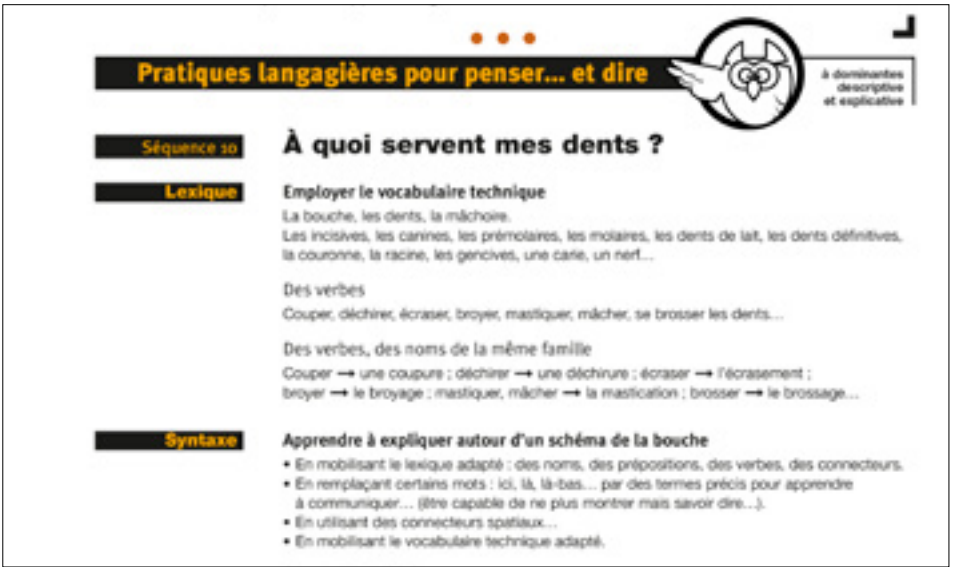 Pratiques langagières pour penser... et dire
à dominantes
descriptive
et explicative
Séquence 10
À quoi servent mes dents ?
Lexique
Employer le vocabulaire technique
La bouche, les dents, la mâchoire.
Les incisives, les canines, les prémolaires, les molaires, les dents de lait, les dents définitives,
la couronne, la racine, les gencives, une carie, un nerf…
Des verbes
Couper, déchirer, écraser, broyer, mastiquer, mâcher, se brosser les dents…
Des verbes, des noms de la même famille
Couper → une coupure ; déchirer → une déchirure ; écraser → l'écrasement ;
broyer → le broyage ; mastiquer, mâcher → la mastication ; brosser → le brossage…
Syntaxe
Apprendre à expliquer autour d'un schéma de la bouche
• En mobilisant le lexique adapté : des noms, des prépositions, des verbes, des connecteurs.
• En remplaçant certains mots : ici, là, là-bas… par des termes précis pour apprendre
à communiquer… (être capable de ne plus montrer mais savoir dire…).
• En utilisant des connecteurs spatiaux…
• En mobilisant le vocabulaire technique adapté.